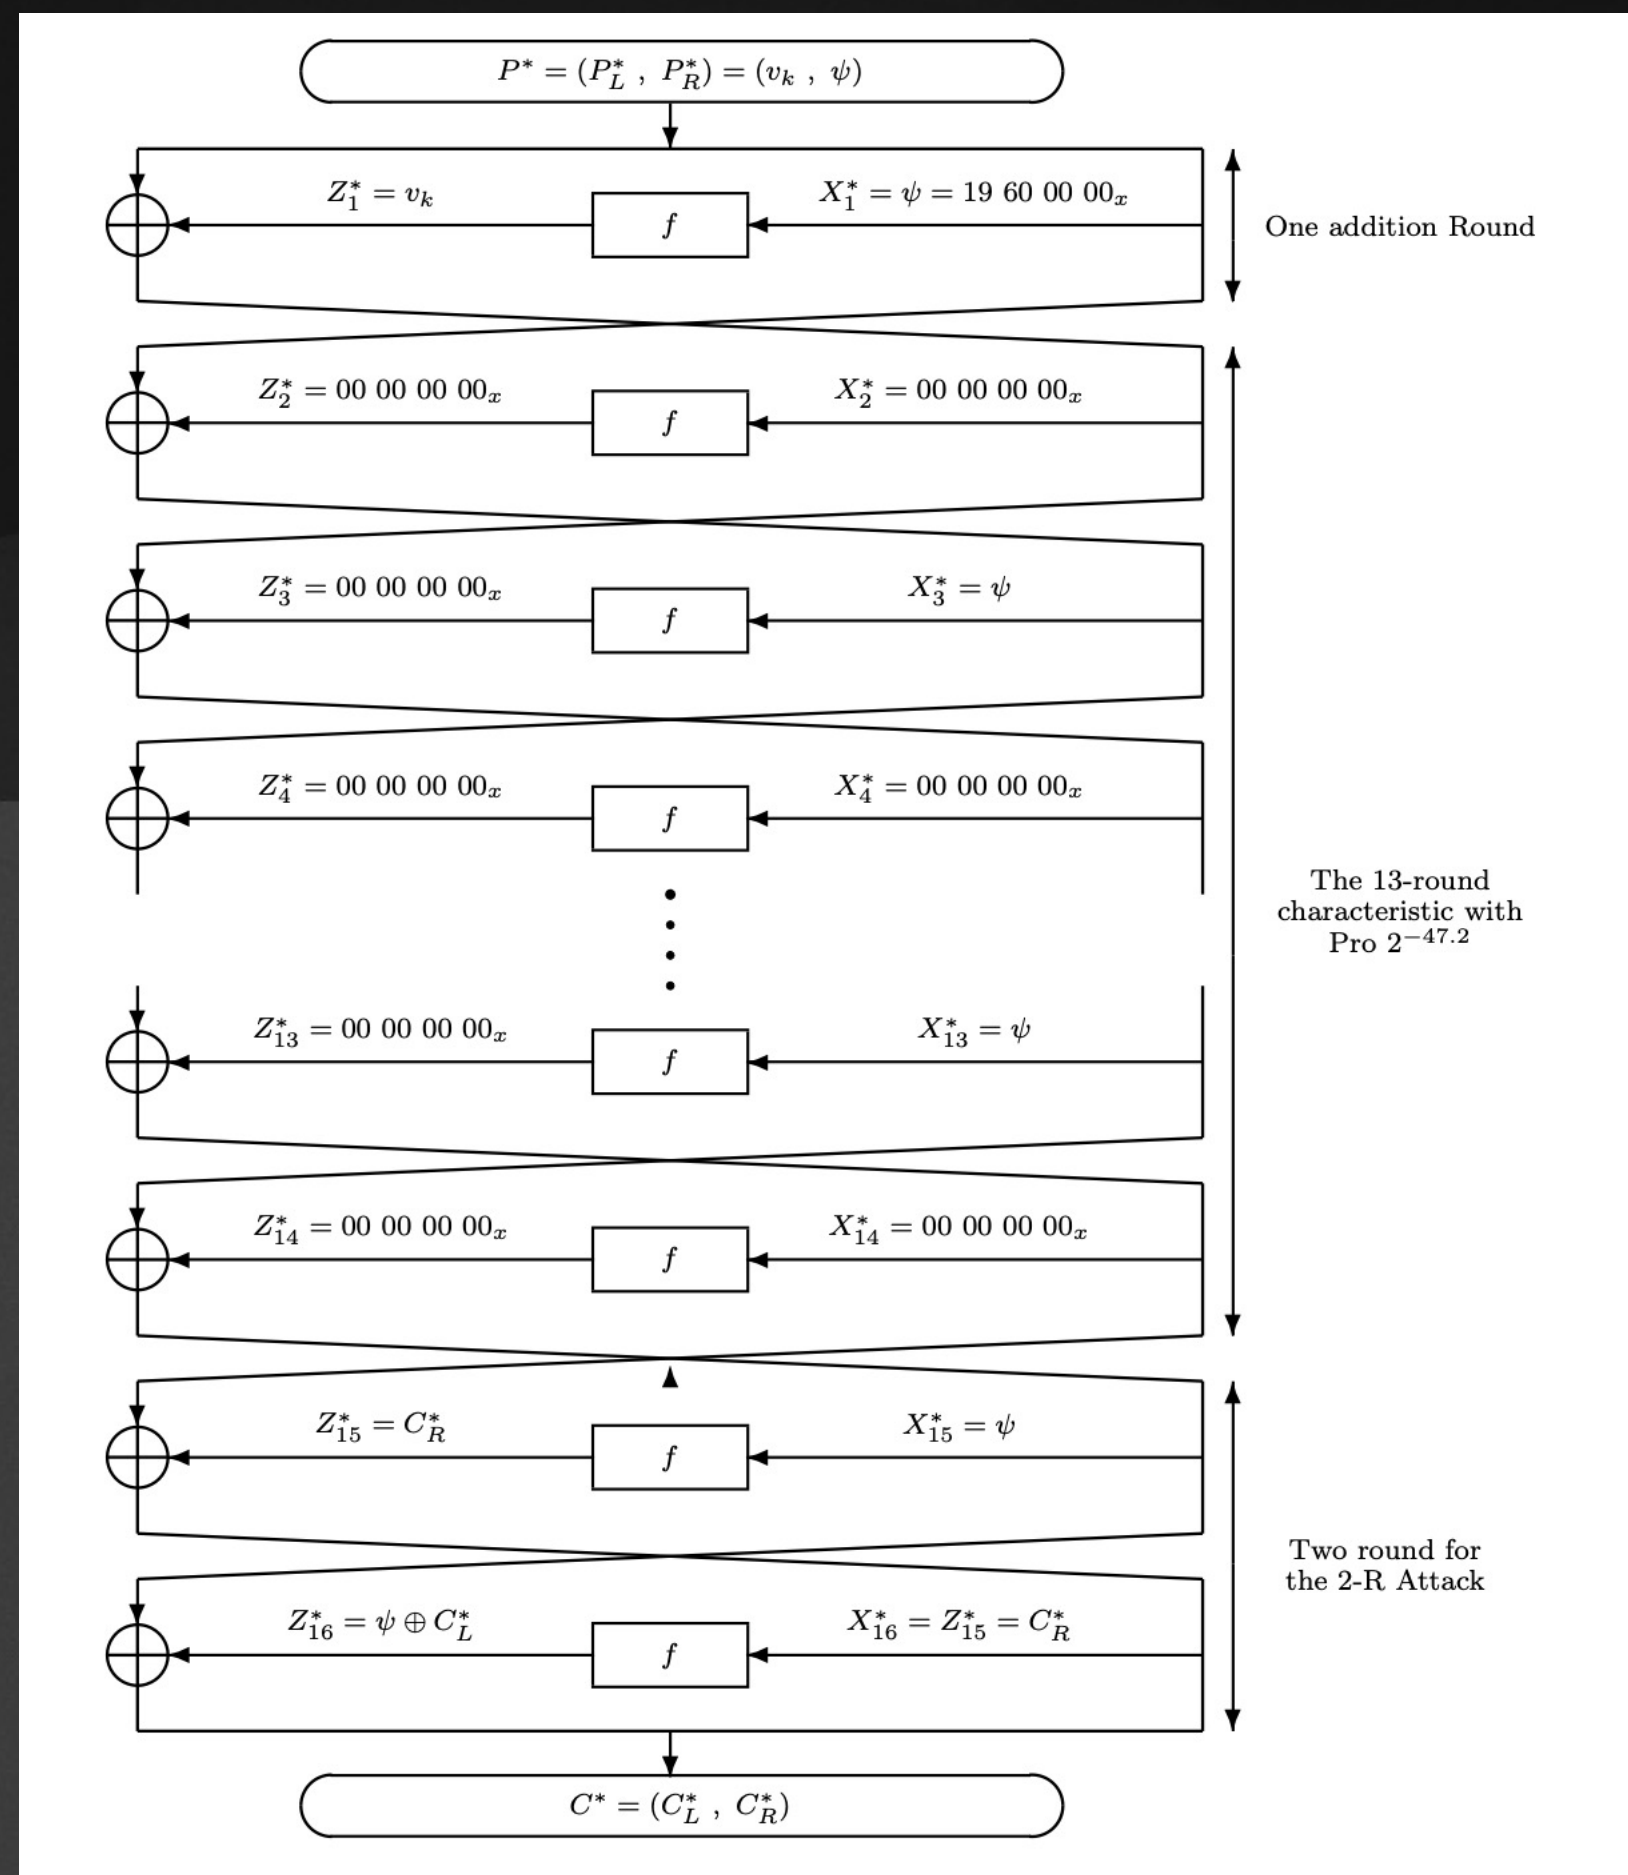 P* = (P*_L , P*_R) = (v_k , ψ)
Z*_1 = v_k
f
X*_1 = ψ = 19 60 00 00_x
One addition Round
Z*_2 = 00 00 00 00_x
f
X*_2 = 00 00 00 00_x
Z*_3 = 00 00 00 00_x
f
X*_3 = ψ
Z*_4 = 00 00 00 00_x
f
X*_4 = 00 00 00 00_x
The 13-round
characteristic with
Pro 2^−47.2
Z*_13 = 00 00 00 00_x
f
X*_13 = ψ
Z*_14 = 00 00 00 00_x
f
X*_14 = 00 00 00 00_x
Z*_15 = C*_R
f
X*_15 = ψ
Two round for
the 2-R Attack
Z*_16 = ψ ⊕ C*_L
f
X*_16 = Z*_15 = C*_R
C* = (C*_L , C*_R)